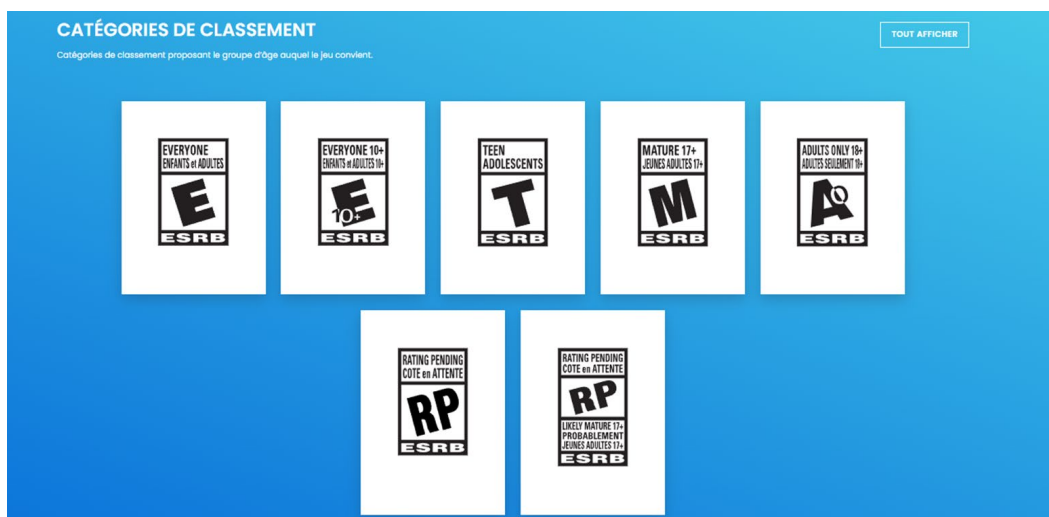 CATÉGORIES DE CLASSEMENT
TOUT AFFICHER
Catégories de classement proposant le groupe d'âge auquel le jeu convient.
EVERYONE
ENFANTS et ADULTES
E
ESRB
EVERYONE 10+
ENFANTS et ADULTES 10+
E
10+
ESRB
TEEN
ADOLESCENTS
T
ESRB
MATURE 17+
JEUNES ADULTES 17+
M
ESRB
ADULTS ONLY 18+
ADULTES SEULEMENT 18+
AO
ESRB
RATING PENDING
COTE en ATTENTE
RP
ESRB
RATING PENDING
COTE en ATTENTE
RP
LIKELY MATURE 17+
PROBABLEMENT
JEUNES ADULTES 17+
ESRB